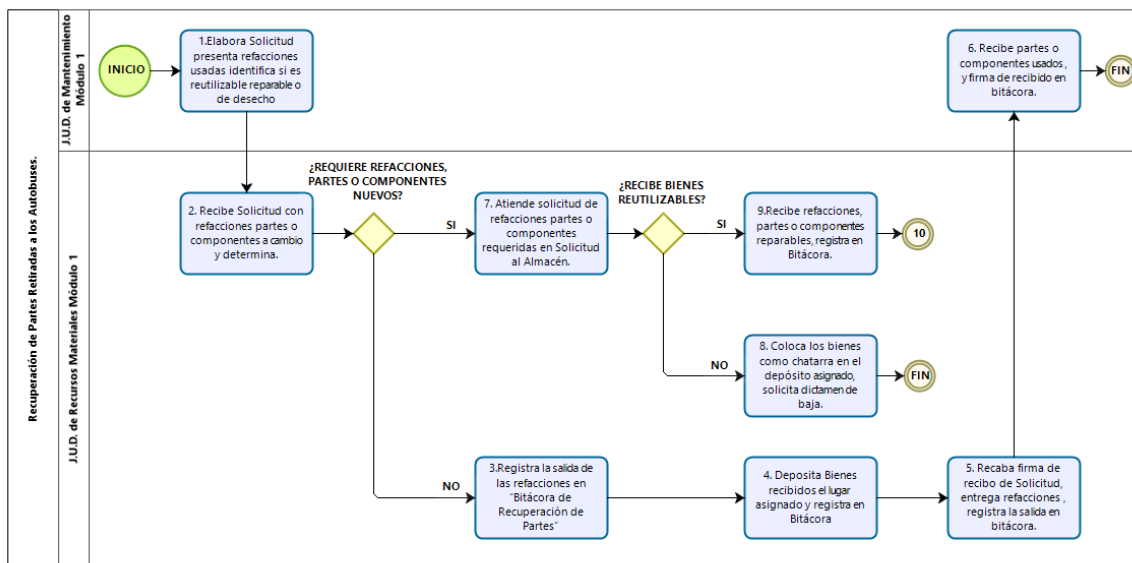 Recuperación de Partes Retiradas a los Autobuses.
J.U.D. de Mantenimiento
Módulo 1
INICIO
1.Elabora Solicitud
presenta refacciones
usadas identifica si es
reutilizable reparable o
de desecho
6. Recibe partes o
componentes usados ,
y firma de recibido en
bitácora.
FIN
J.U.D. de Recursos Materiales Módulo 1
2. Recibe Solicitud con
refacciones partes o
componentes a cambio
y determina.
¿REQUIERE REFACCIONES,
PARTES O COMPONENTES
NUEVOS?
SI
7. Atiende solicitud de
refacciones partes o
componentes
requeridas en Solicitud
al Almacén.
¿RECIBE BIENES
REUTILIZABLES?
SI
9.Recibe refacciones,
partes o componentes
reparables, registra en
Bitácora.
10
NO
8. Coloca los bienes
como chatarra en el
depósito asignado,
solicita dictamen de
baja.
FIN
NO
3.Registra la salida de
las refacciones en
“Bitácora de
Recuperación de
Partes”
4. Deposita Bienes
recibidos el lugar
asignado y registra en
Bitácora
5. Recaba firma de
recibo de Solicitud,
entrega refacciones ,
registra la salida en
bitácora.